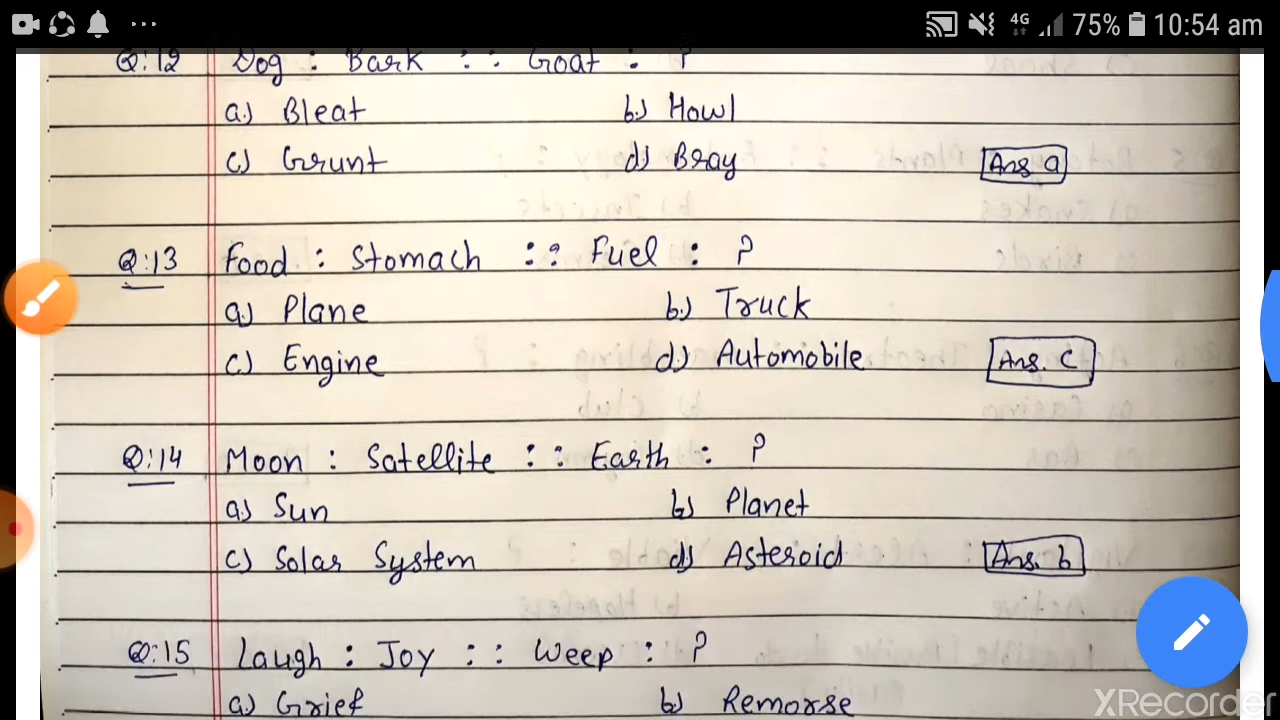 4G 75% 10:54 am
Q:12 Dog : Bark :: Goat : ?
a.) Bleat b.) Howl
c.) Grunt d.) Bray Ans a
Q:13 Food : Stomach :: Fuel : ?
a.) Plane b.) Truck
c.) Engine d.) Automobile Ans. c
Q:14 Moon : Satellite :: Earth : ?
a.) Sun b.) Planet
c.) Solar System d.) Asteroid Ans. b
Q:15 Laugh : Joy :: Weep : ?
a.) Grief b.) Remorse
XRecorder